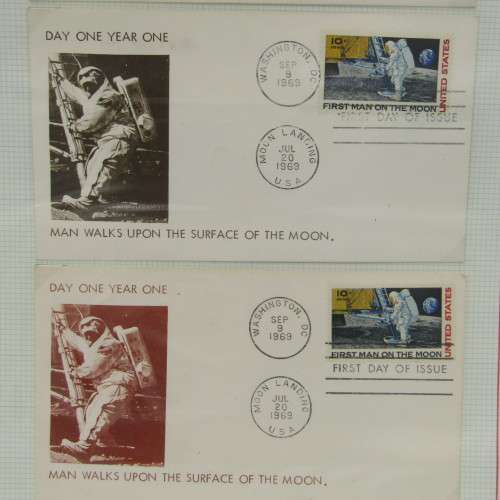 DAY ONE YEAR ONE
WASHINGTON, DC
SEP
9
1969
10¢
UNITED STATES
FIRST MAN ON THE MOON
FIRST DAY OF ISSUE
MOON LANDING
JUL
20
1969
USA
MAN WALKS UPON THE SURFACE OF THE MOON.
DAY ONE YEAR ONE
WASHINGTON, DC
SEP
9
1969
10¢
UNITED STATES
FIRST MAN ON THE MOON
FIRST DAY OF ISSUE
MOON LANDING
JUL
20
1969
USA
MAN WALKS UPON THE SURFACE OF THE MOON.